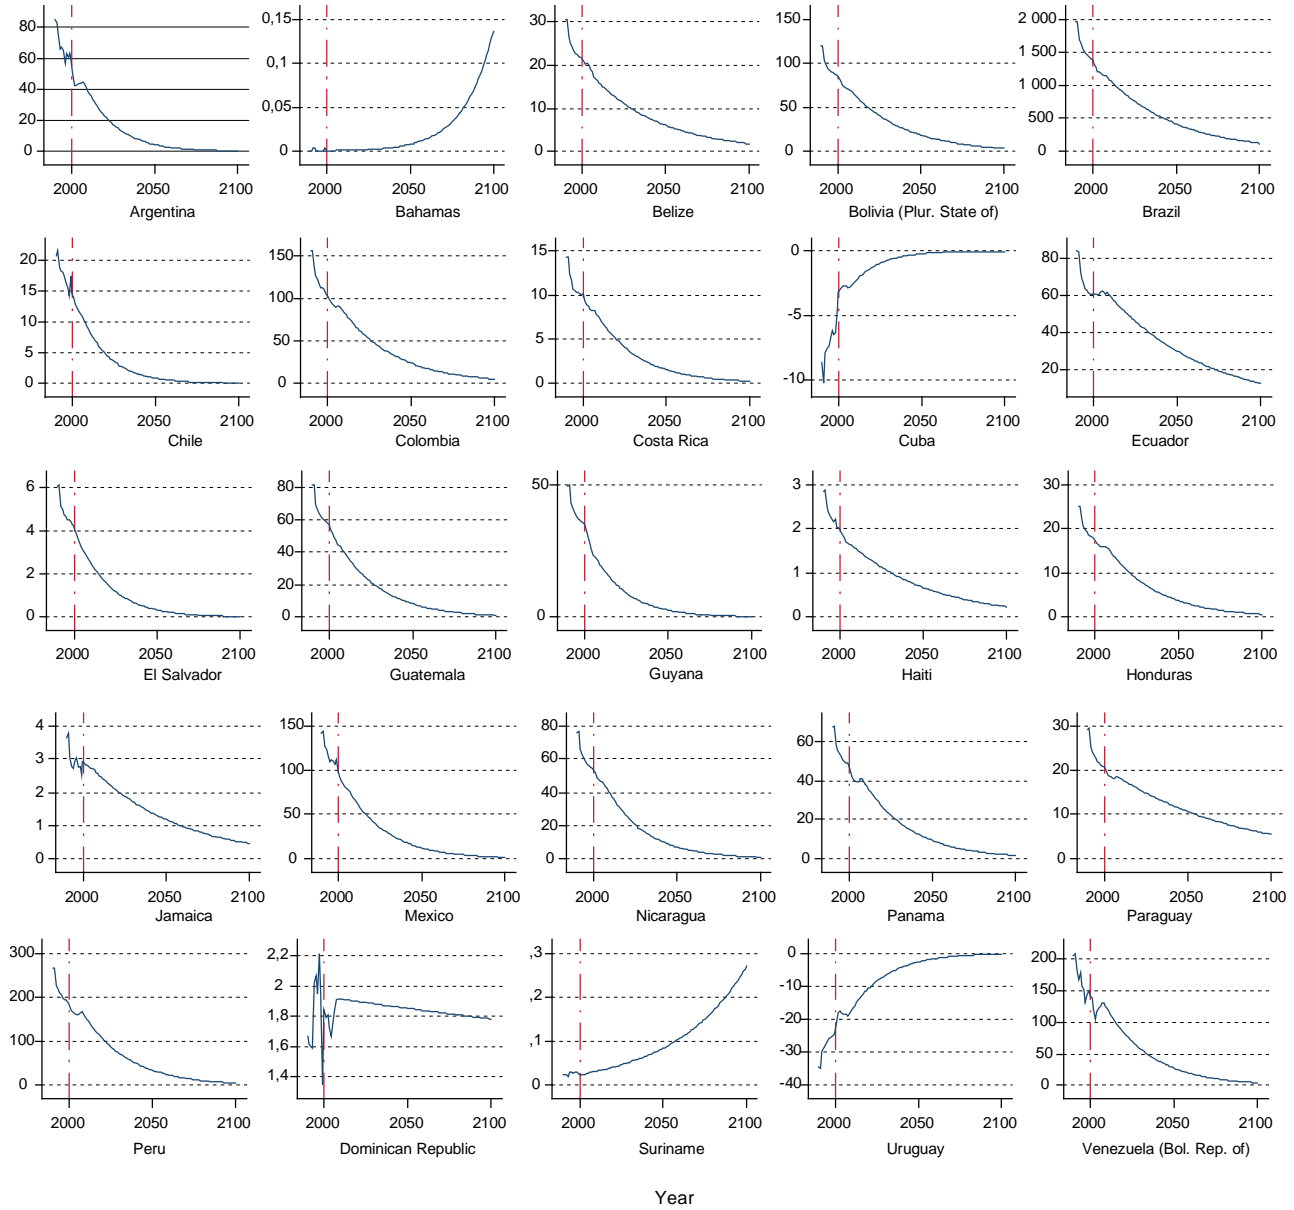 80
60
40
20
0
2000 2050 2100
Argentina
0,15
0,1
0,05
0
2000 2050 2100
Bahamas
30
20
10
0
2000 2050 2100
Belize
150
100
50
0
2000 2050 2100
Bolivia (Plur. State of)
2 000
1 500
1 000
500
0
2000 2050 2100
Brazil
20
15
10
5
0
2000 2050 2100
Chile
150
100
50
0
2000 2050 2100
Colombia
15
10
5
0
2000 2050 2100
Costa Rica
0
-5
-10
2000 2050 2100
Cuba
80
60
40
20
2000 2050 2100
Ecuador
6
4
2
0
2000 2050 2100
El Salvador
80
60
40
20
0
2000 2050 2100
Guatemala
50
0
2000 2050 2100
Guyana
3
2
1
0
2000 2050 2100
Haiti
30
20
10
0
2000 2050 2100
Honduras
4
3
2
1
0
2000 2050 2100
Jamaica
150
100
50
0
2000 2050 2100
Mexico
80
60
40
20
0
2000 2050 2100
Nicaragua
60
40
20
0
2000 2050 2100
Panama
30
20
10
0
2000 2050 2100
Paraguay
300
200
100
0
2000 2050 2100
Peru
2,2
2
1,8
1,6
1,4
2000 2050 2100
Dominican Republic
,3
,2
,1
0
2000 2050 2100
Suriname
0
-10
-20
-30
-40
2000 2050 2100
Uruguay
200
150
100
50
0
2000 2050 2100
Venezuela (Bol. Rep. of)
Year